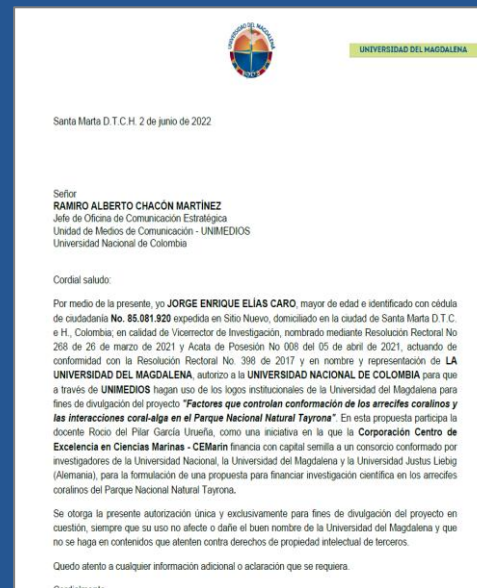 UNIVERSIDAD DEL MAGDALENA
Santa Marta D.T.C.H. 2 de junio de 2022
Señor
RAMIRO ALBERTO CHACÓN MARTÍNEZ
Jefe de Oficina de Comunicación Estratégica
Unidad de Medios de Comunicación - UNIMEDIOS
Universidad Nacional de Colombia
Cordial saludo:
Por medio de la presente, yo JORGE ENRIQUE ELÍAS CARO, mayor de edad e identificado con cédula
de ciudadanía No. 85.081.920 expedida en Sitio Nuevo, domiciliado en la ciudad de Santa Marta D.T.C.
e H., Colombia; en calidad de Vicerrector de Investigación, nombrado mediante Resolución Rectoral No
268 de 26 de marzo de 2021 y Acata de Posesión No 008 del 05 de abril de 2021, actuando de
conformidad con la Resolución Rectoral No. 398 de 2017 y en nombre y representación de LA
UNIVERSIDAD DEL MAGDALENA, autorizo a la UNIVERSIDAD NACIONAL DE COLOMBIA para que
a través de UNIMEDIOS hagan uso de los logos institucionales de la Universidad del Magdalena para
fines de divulgación del proyecto "Factores que controlan conformación de los arrecifes coralinos y
las interacciones coral-alga en el Parque Nacional Natural Tayrona". En esta propuesta participa la
docente Rocio del Pilar García Urueña, como una iniciativa en la que la Corporación Centro de
Excelencia en Ciencias Marinas - CEMarin financia con capital semilla a un consorcio conformado por
investigadores de la Universidad Nacional, la Universidad del Magdalena y la Universidad Justus Liebig
(Alemania), para la formulación de una propuesta para financiar investigación científica en los arrecifes
coralinos del Parque Nacional Natural Tayrona.
Se otorga la presente autorización única y exclusivamente para fines de divulgación del proyecto en
cuestión, siempre que su uso no afecte o dañe el buen nombre de la Universidad del Magdalena y que
no se haga en contenidos que atenten contra derechos de propiedad intelectual de terceros.
Quedo atento a cualquier información adicional o aclaración que se requiera.